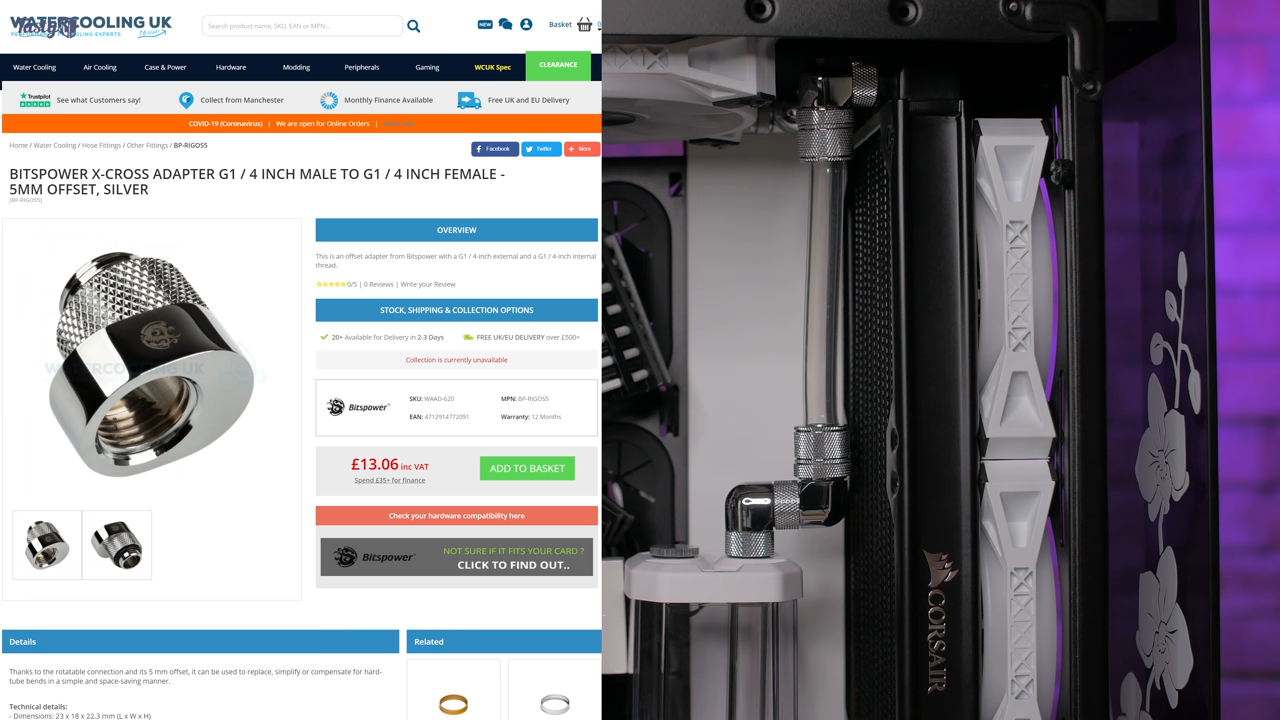 WATERCOOLING UK
Search product name, SKU, EAN or MPN...
NEW
Basket
0
Water Cooling
Air Cooling
Case & Power
Hardware
Modding
Peripherals
Gaming
WCUK Spec
CLEARANCE
Trustpilot
See what Customers say!
Collect from Manchester
Monthly Finance Available
Free UK and EU Delivery
COVID-19 (Coronavirus) | We are open for Online Orders |
Home / Water Cooling / Hose Fittings / Other Fittings / BP-RIGOS5
Facebook
Twitter
More
BITSPOWER X-CROSS ADAPTER G1 / 4 INCH MALE TO G1 / 4 INCH FEMALE -
5MM OFFSET, SILVER
[BP-RIGOS5]
OVERVIEW
This is an offset adapter from Bitspower with a G1 / 4-inch external and a G1 / 4-inch internal
thread.
0/5 | 0 Reviews | Write your Review
STOCK, SHIPPING & COLLECTION OPTIONS
20+ Available for Delivery in 2-3 Days
FREE UK/EU DELIVERY over £500+
Collection is currently unavailable
WATERCOOLING UK
Bitspower
SKU: WAAD-620
MPN: BP-RIGOS5
EAN: 4712914772091
Warranty: 12 Months
£13.06 inc VAT
Spend £35+ for finance
ADD TO BASKET
Check your hardware compatibility here
Bitspower
NOT SURE IF IT FITS YOUR CARD ?
CLICK TO FIND OUT..
Details
Related
Thanks to the rotatable connection and its 5 mm offset, it can be used to replace, simplify or compensate for hard-
tube bends in a simple and space-saving manner.
Technical details:
- Dimensions: 23 x 18 x 22.3 mm (L x W x H)
CORSAIR